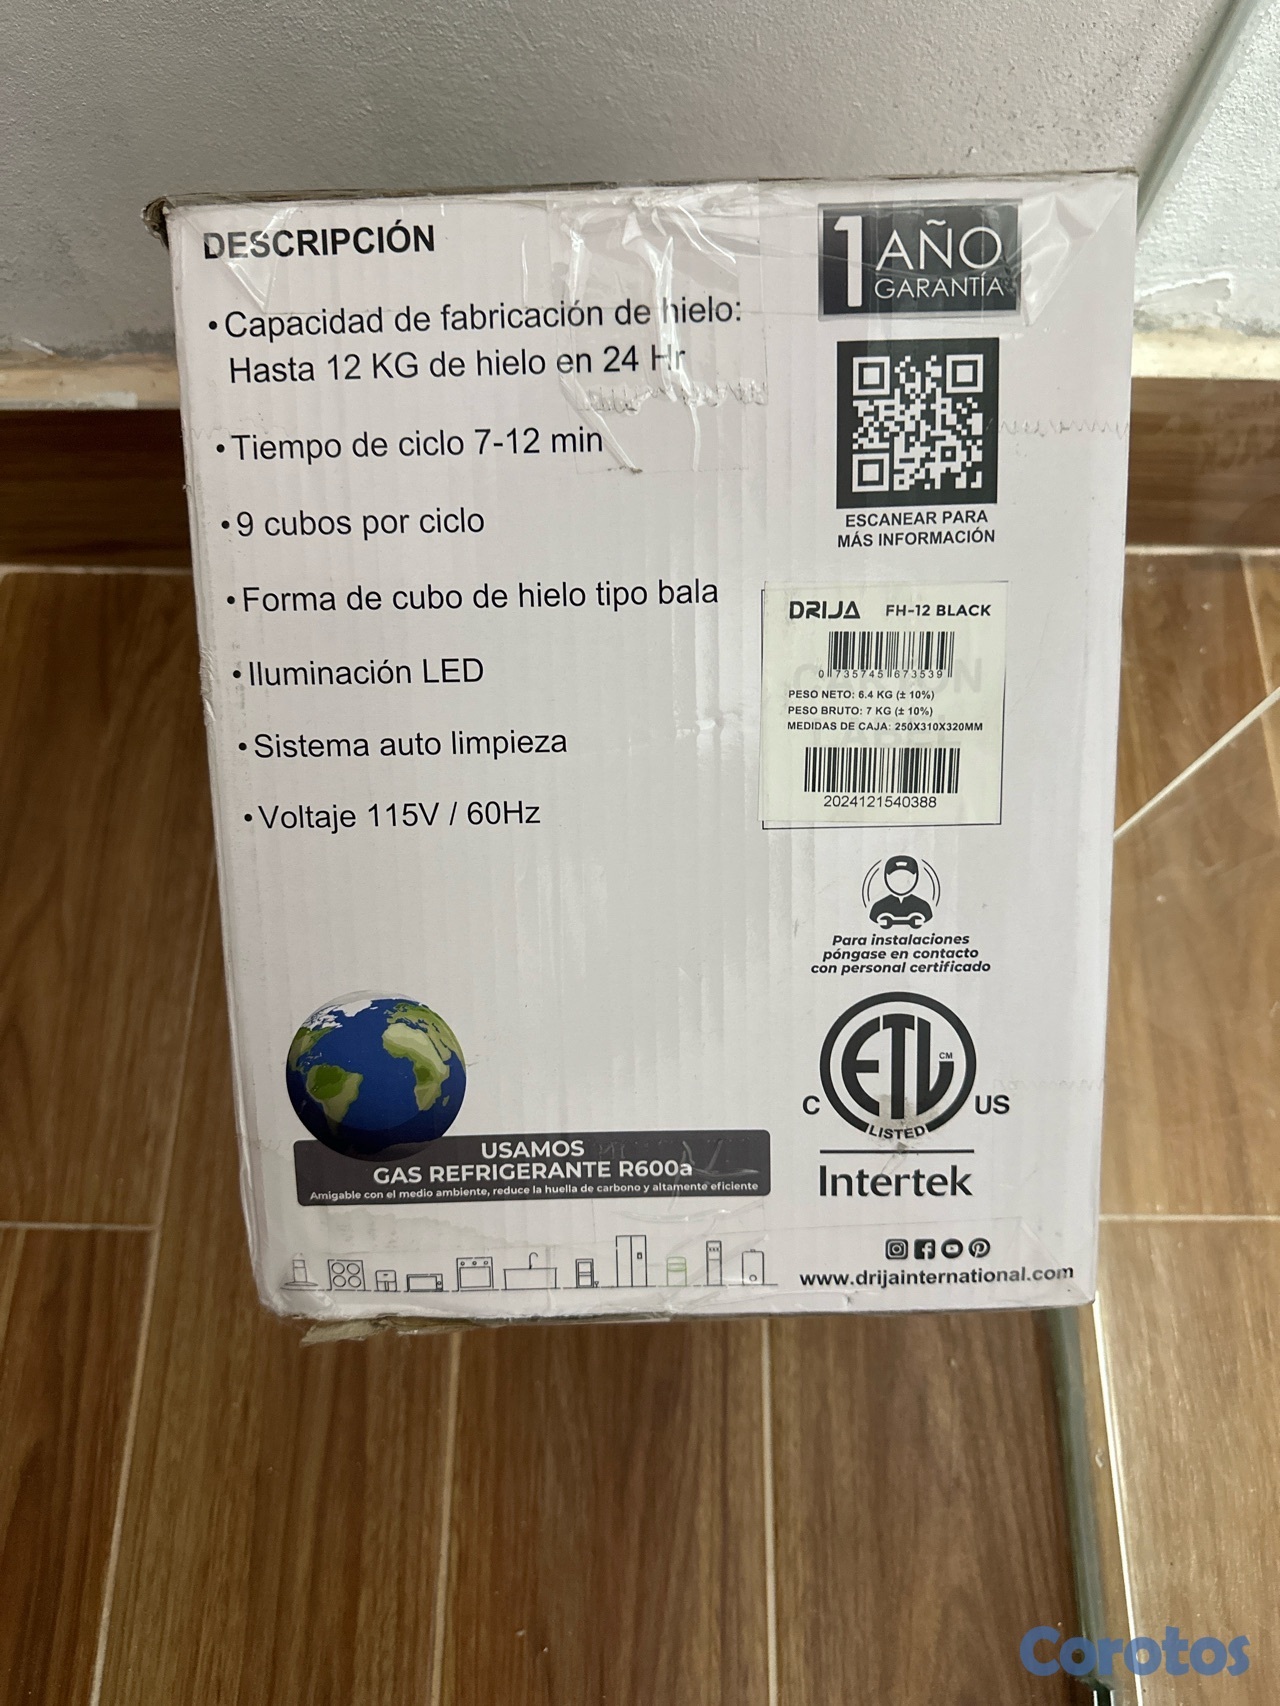 DESCRIPCIÓN
• Capacidad de fabricación de hielo:
Hasta 12 KG de hielo en 24 Hr
• Tiempo de ciclo 7-12 min
• 9 cubos por ciclo
• Forma de cubo de hielo tipo bala
• Iluminación LED
• Sistema auto limpieza
• Voltaje 115V / 60Hz
1 AÑO
GARANTÍA
ESCANEAR PARA
MÁS INFORMACIÓN
DRIJA FH-12 BLACK
0 735745 673539
PESO NETO: 6.4 KG (± 10%)
PESO BRUTO: 7 KG (± 10%)
MEDIDAS DE CAJA: 250X310X320MM
2024121540388
Para instalaciones
póngase en contacto
con personal certificado
ETL CM
C US
LISTED
Intertek
USAMOS
GAS REFRIGERANTE R600a
Amigable con el medio ambiente, reduce la huella de carbono y altamente eficiente
www.drijainternational.com
Corotos